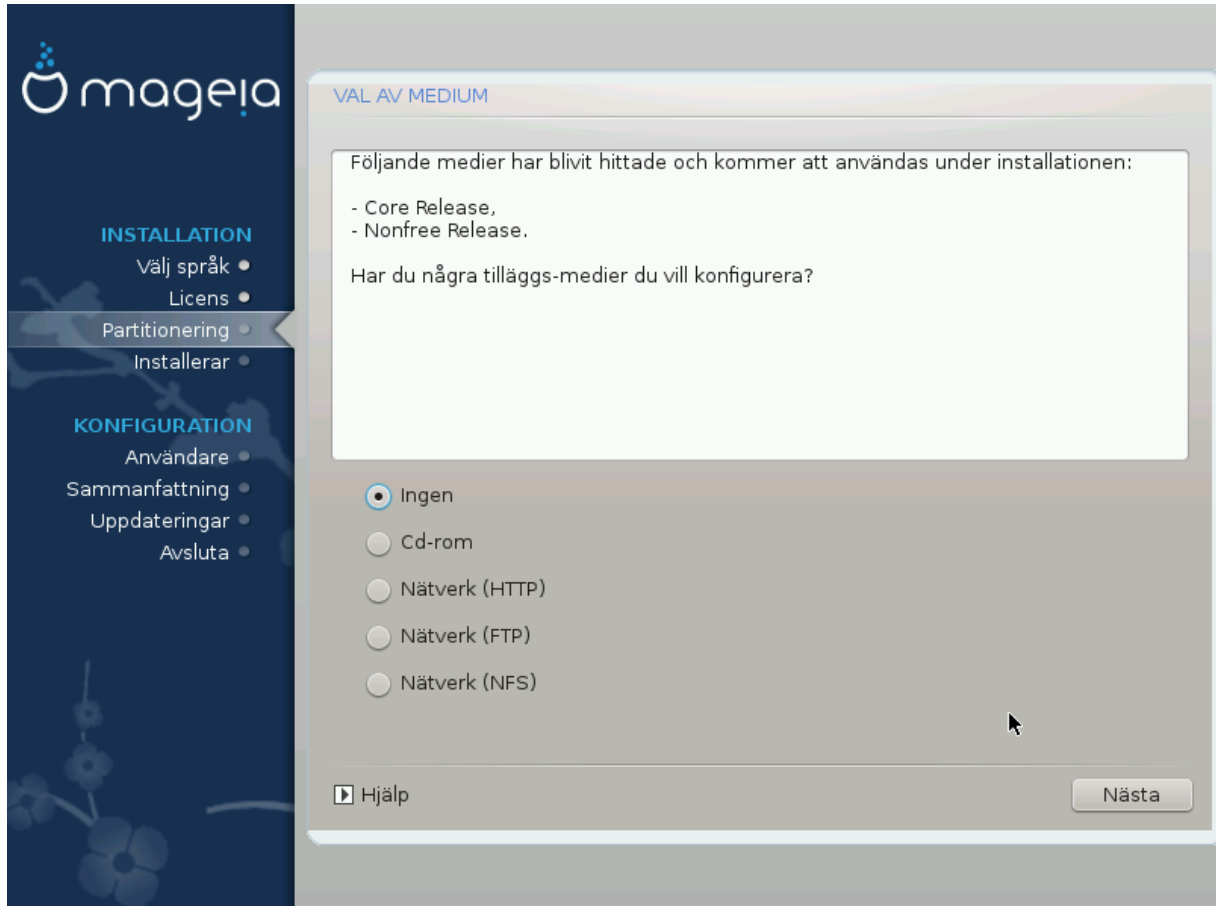 mageia
INSTALLATION
Välj språk
Licens
Partitionering
Installerar
KONFIGURATION
Användare
Sammanfattning
Uppdateringar
Avsluta
VAL AV MEDIUM
Följande medier har blivit hittade och kommer att användas under installationen:
- Core Release,
- Nonfree Release.
Har du några tilläggs-medier du vill konfigurera?
Ingen
Cd-rom
Nätverk (HTTP)
Nätverk (FTP)
Nätverk (NFS)
Hjälp
Nästa